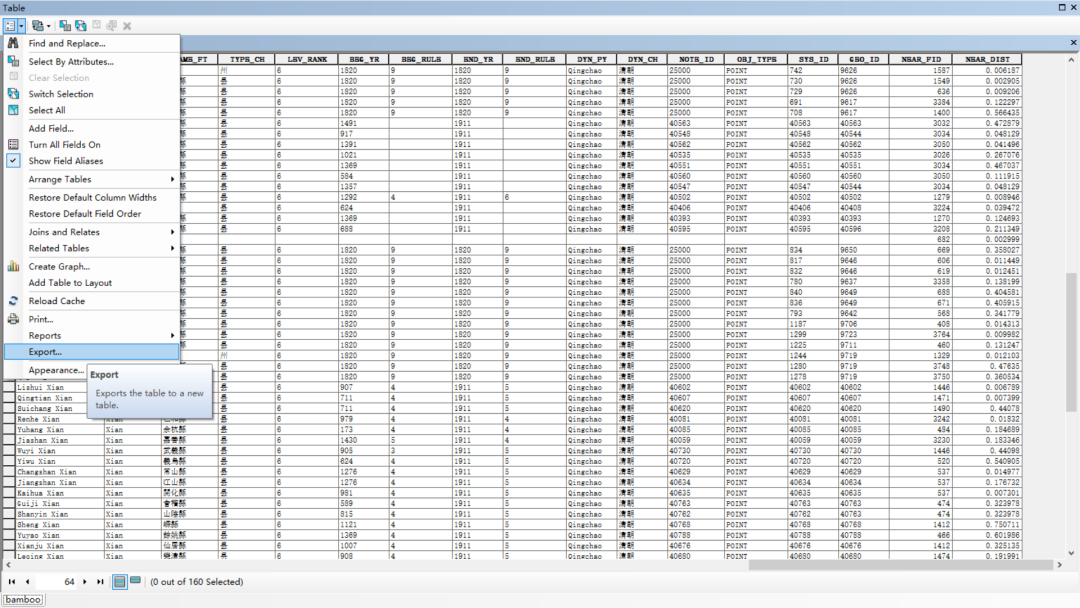 Table
Find and Replace...
Select By Attributes...
Clear Selection
Switch Selection
Select All
Add Field...
Turn All Fields On
Show Field Aliases
Arrange Tables
Restore Default Column Widths
Restore Default Field Order
Joins and Relates
Related Tables
Create Graph...
Add Table to Layout
Reload Cache
Print...
Reports
Export...
Appearance...
Export
Exports the table to a new
table.
TYPE_CH LEV_RANK BEG_YR BEG_RULE END_YR END_RULE DYN_PY DYN_CH NOTE_ID OBJ_TYPE SYS_ID GEO_ID NEAR_FID NEAR_DIST
州 6 1820 9 1820 9 Qingchao 清朝 25000 POINT 742 9626 1587 0.006187
县 6 1820 9 1820 9 Qingchao 清朝 25000 POINT 730 9626 1549 0.002905
县 6 1820 9 1820 9 Qingchao 清朝 25000 POINT 729 9626 636 0.009206
县 6 1820 9 1820 9 Qingchao 清朝 25000 POINT 691 9617 3384 0.122297
县 6 1820 9 1820 9 Qingchao 清朝 25000 POINT 708 9617 1400 0.566435
县 6 1491 1911 Qingchao 清朝 40563 POINT 40563 40563 3032 0.472879
县 6 917 1911 Qingchao 清朝 40548 POINT 40548 40544 3034 0.048129
县 6 1391 1911 Qingchao 清朝 40562 POINT 40562 40562 3050 0.041496
县 6 1021 1911 Qingchao 清朝 40535 POINT 40535 40535 3026 0.267076
县 6 1369 1911 Qingchao 清朝 40551 POINT 40551 40551 3034 0.467037
县 6 584 1911 Qingchao 清朝 40560 POINT 40560 40560 3050 0.111915
县 6 1357 1911 Qingchao 清朝 40547 POINT 40547 40544 3034 0.048129
县 6 1292 4 1911 6 Qingchao 清朝 40502 POINT 40502 40502 1279 0.008946
县 6 624 1911 Qingchao 清朝 40406 POINT 40406 40408 3224 0.039472
县 6 1369 1911 Qingchao 清朝 40393 POINT 40393 40393 1270 0.124693
县 6 688 1911 Qingchao 清朝 40595 POINT 40595 40596 3208 0.211349
682 0.002999
县 6 1820 9 1820 9 Qingchao 清朝 25000 POINT 834 9650 669 0.358027
县 6 1820 9 1820 9 Qingchao 清朝 25000 POINT 817 9646 606 0.011449
县 6 1820 9 1820 9 Qingchao 清朝 25000 POINT 832 9646 619 0.012451
县 6 1820 9 1820 9 Qingchao 清朝 25000 POINT 780 9637 3358 0.138199
县 6 1820 9 1820 9 Qingchao 清朝 25000 POINT 840 9649 688 0.404581
县 6 1820 9 1820 9 Qingchao 清朝 25000 POINT 836 9649 671 0.405915
县 6 1820 9 1820 9 Qingchao 清朝 25000 POINT 793 9642 568 0.341779
县 6 1820 9 1820 9 Qingchao 清朝 25000 POINT 1187 9706 408 0.014313
县 6 1820 9 1820 9 Qingchao 清朝 25000 POINT 1299 9723 3764 0.009982
县 6 1820 9 1820 9 Qingchao 清朝 25000 POINT 1225 9711 460 0.131247
州 6 1820 9 1820 9 Qingchao 清朝 25000 POINT 1244 9719 1329 0.012103
县 6 1820 9 1820 9 Qingchao 清朝 25000 POINT 1280 9719 3748 0.47635
县 6 1820 9 1820 9 Qingchao 清朝 25000 POINT 1278 9719 3750 0.360534
Lishui Xian 县 6 907 4 1911 5 Qingchao 清朝 40602 POINT 40602 40602 1446 0.006789
Qingtian Xian 县 6 711 4 1911 5 Qingchao 清朝 40607 POINT 40607 40607 1471 0.007399
Suichang Xian 县 6 711 4 1911 5 Qingchao 清朝 40620 POINT 40620 40620 1490 0.44078
Renhe Xian Xian 仁和縣 县 6 979 4 1911 4 Qingchao 清朝 40081 POINT 40081 40081 3242 0.01832
Yuhang Xian Xian 余杭縣 县 6 173 4 1911 4 Qingchao 清朝 40085 POINT 40085 40085 484 0.184689
Jiashan Xian Xian 嘉善縣 县 6 1430 5 1911 4 Qingchao 清朝 40059 POINT 40059 40059 3230 0.183346
Wuyi Xian Xian 武義縣 县 6 905 3 1911 5 Qingchao 清朝 40730 POINT 40730 40730 1446 0.44098
Yiwu Xian Xian 義烏縣 县 6 624 4 1911 5 Qingchao 清朝 40720 POINT 40720 40720 520 0.540905
Changshan Xian Xian 常山縣 县 6 1276 4 1911 5 Qingchao 清朝 40629 POINT 40629 40629 537 0.014977
Jiangshan Xian Xian 江山縣 县 6 1276 4 1911 5 Qingchao 清朝 40634 POINT 40634 40634 537 0.176732
Kaihua Xian Xian 開化縣 县 6 981 4 1911 5 Qingchao 清朝 40635 POINT 40635 40635 537 0.007301
Guiji Xian Xian 會稽縣 县 6 589 4 1911 5 Qingchao 清朝 40763 POINT 40763 40763 474 0.323978
Shanyin Xian Xian 山陰縣 县 6 815 4 1911 5 Qingchao 清朝 40762 POINT 40762 40763 474 0.323978
Sheng Xian Xian 嵊縣 县 6 1121 4 1911 5 Qingchao 清朝 40768 POINT 40768 40768 1412 0.750711
Yuyao Xian Xian 餘姚縣 县 6 1369 4 1911 5 Qingchao 清朝 40788 POINT 40788 40788 466 0.601986
Xianju Xian Xian 仙居縣 县 6 1007 4 1911 5 Qingchao 清朝 40676 POINT 40676 40676 1412 0.325135
Leqing Xian Xian 樂清縣 县 6 908 4 1911 5 Qingchao 清朝 40680 POINT 40680 40680 1474 0.191991
64 (0 out of 160 Selected)
bamboo